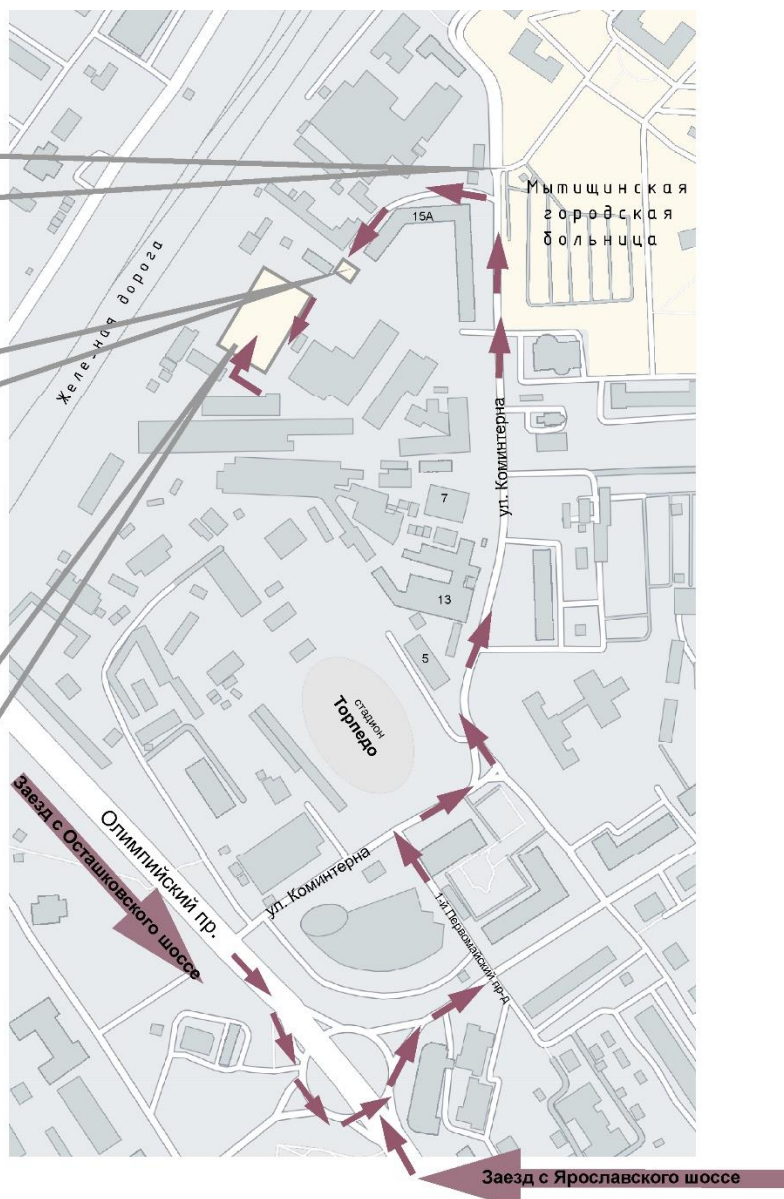 Мытищинская
городская
больница
15А
Железная дорога
ул. Коминтерна
7
13
5
стадион
Торпедо
Заезд с Осташковского шоссе
Олимпийский пр.
ул. Коминтерна
1-й Первомайский пр-д
Заезд с Ярославского шоссе